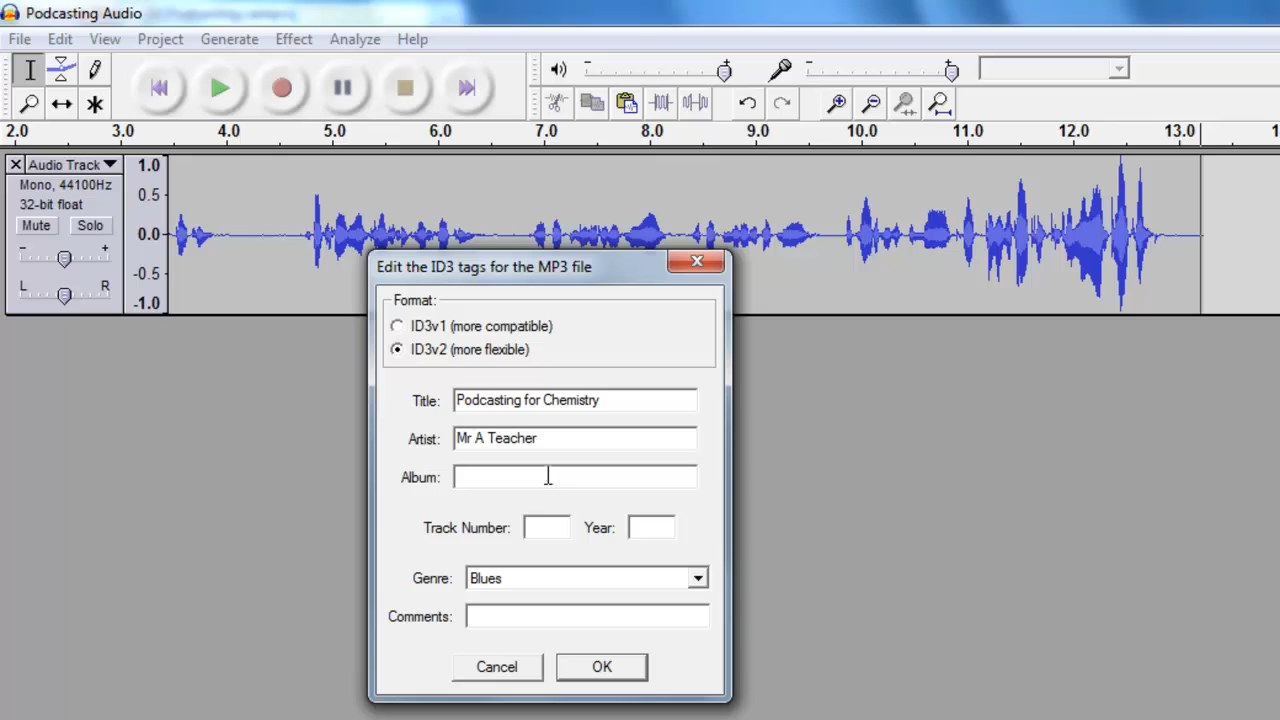 Podcasting Audio
File Edit View Project Generate Effect Analyze Help
2.0 3.0 4.0 5.0 6.0 7.0 8.0 9.0 10.0 11.0 12.0 13.0
Audio Track
Mono, 44100Hz
32-bit float
Mute Solo
- +
L R
1.0
0.5
0.0
-0.5
-1.0
Edit the ID3 tags for the MP3 file
Format:
ID3v1 (more compatible)
ID3v2 (more flexible)
Title: Podcasting for Chemistry
Artist: Mr A Teacher
Album:
Track Number: Year:
Genre: Blues
Comments:
Cancel OK